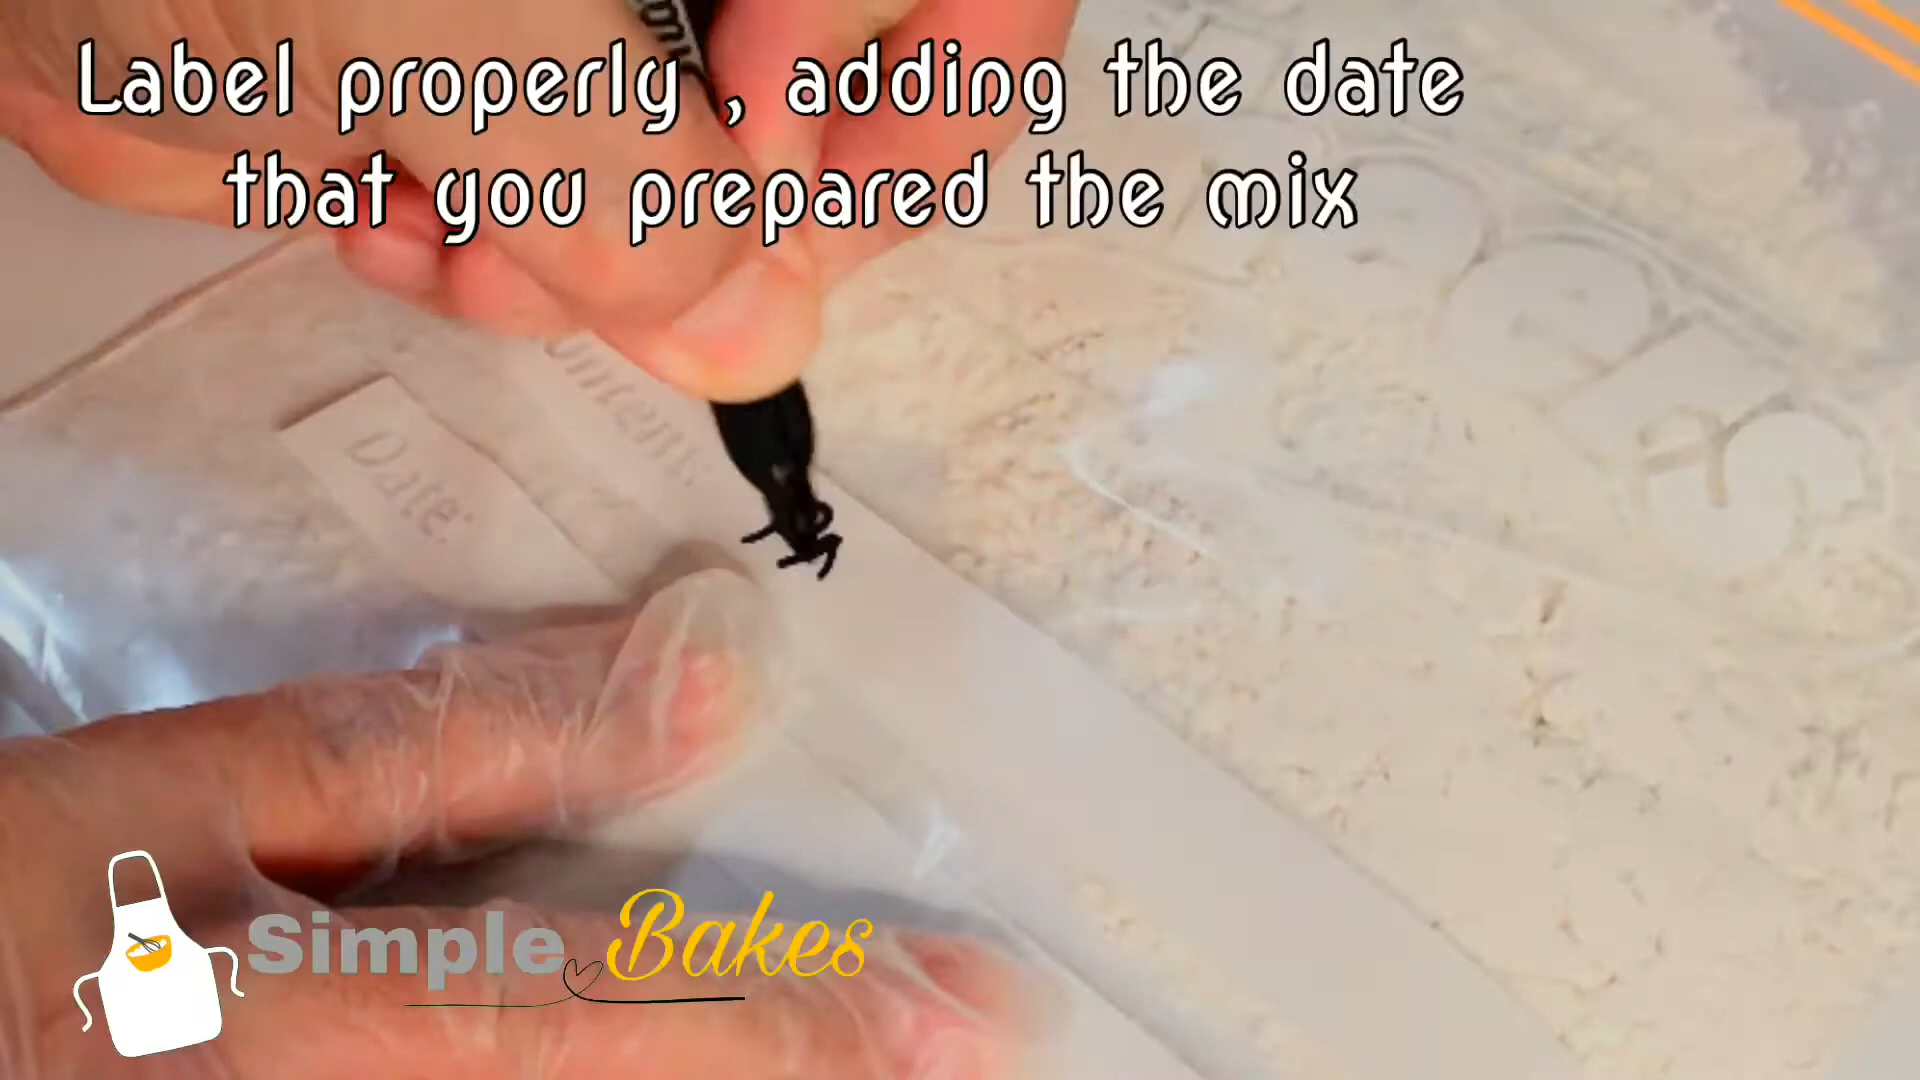 Label properly , adding the date
that you prepared the mix
Date:
Simple Bakes